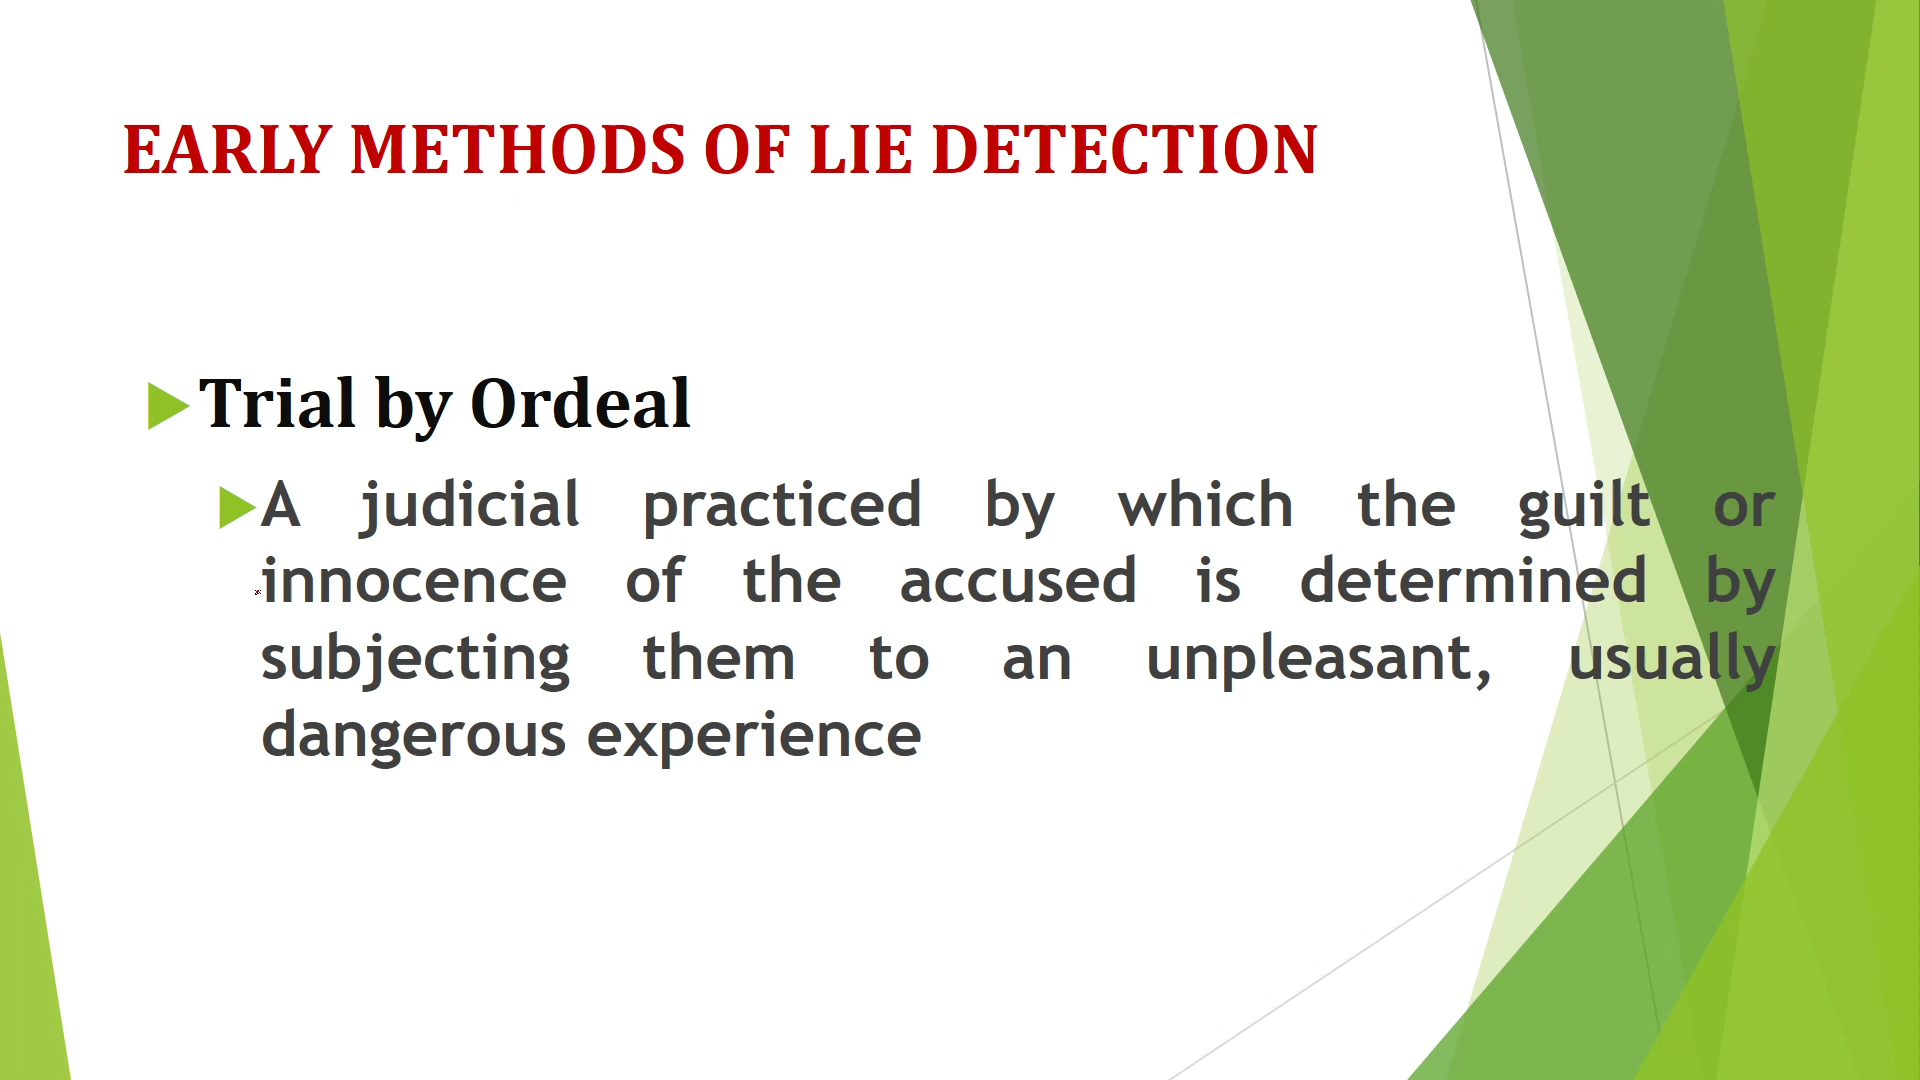 EARLY METHODS OF LIE DETECTION
Trial by Ordeal
A judicial practiced by which the guilt or
innocence of the accused is determined by
subjecting them to an unpleasant, usually
dangerous experience